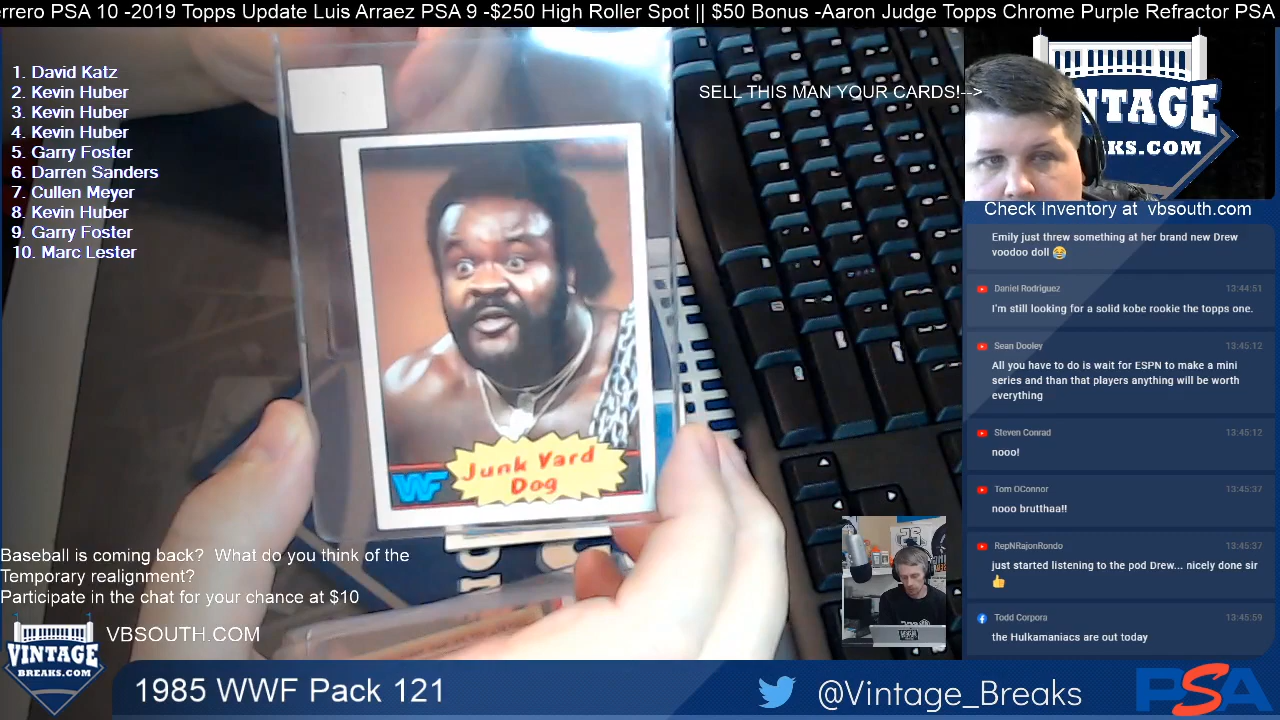 errero PSA 10 -2019 Topps Update Luis Arraez PSA 9 -$250 High Roller Spot || $50 Bonus -Aaron Judge Topps Chrome Purple Refractor PSA
1. David Katz
2. Kevin Huber
3. Kevin Huber
4. Kevin Huber
5. Garry Foster
6. Darren Sanders
7. Cullen Meyer
8. Kevin Huber
9. Garry Foster
10. Marc Lester
SELL THIS MAN YOUR CARDS!-->
NTAGE
KS.COM
Check Inventory at vbsouth.com
Emily just threw something at her brand new Drew
voodoo doll 😂
Daniel Rodriguez 13:44:51
I'm still looking for a solid kobe rookie the topps one.
Sean Dooley 13:45:12
All you have to do is wait for ESPN to make a mini
series and than that players anything will be worth
everything
Steven Conrad 13:45:12
nooo!
Tom OConnor 13:45:37
nooo brutthaa!!
RepNRajonRondo 13:45:37
just started listening to the pod Drew... nicely done sir
👍
Todd Corpora 13:45:59
the Hulkamaniacs are out today
Junk Yard
Dog
WF
Baseball is coming back? What do you think of the
Temporary realignment?
Participate in the chat for your chance at $10
VINTAGE
BREAKS.COM
VBSOUTH.COM
1985 WWF Pack 121
@Vintage_Breaks
PSA